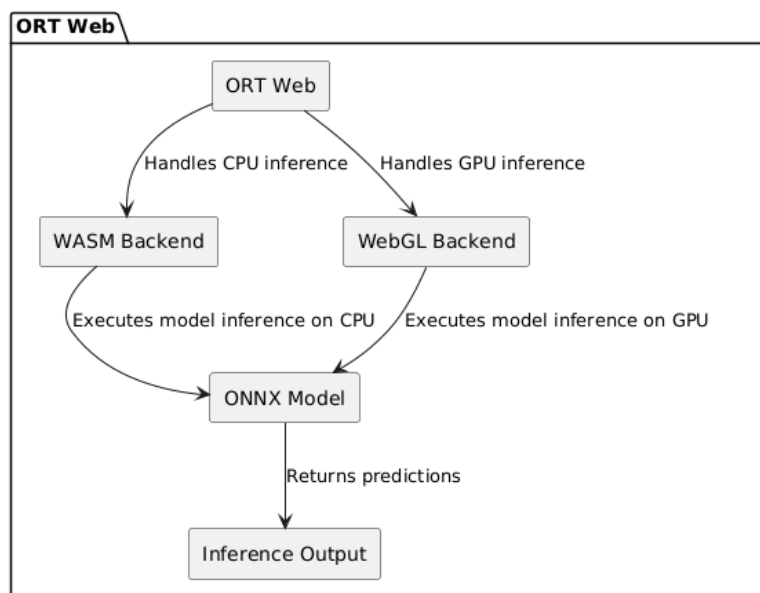 ORT Web
ORT Web
Handles CPU inference
Handles GPU inference
WASM Backend
WebGL Backend
Executes model inference on CPU
Executes model inference on GPU
ONNX Model
Returns predictions
Inference Output